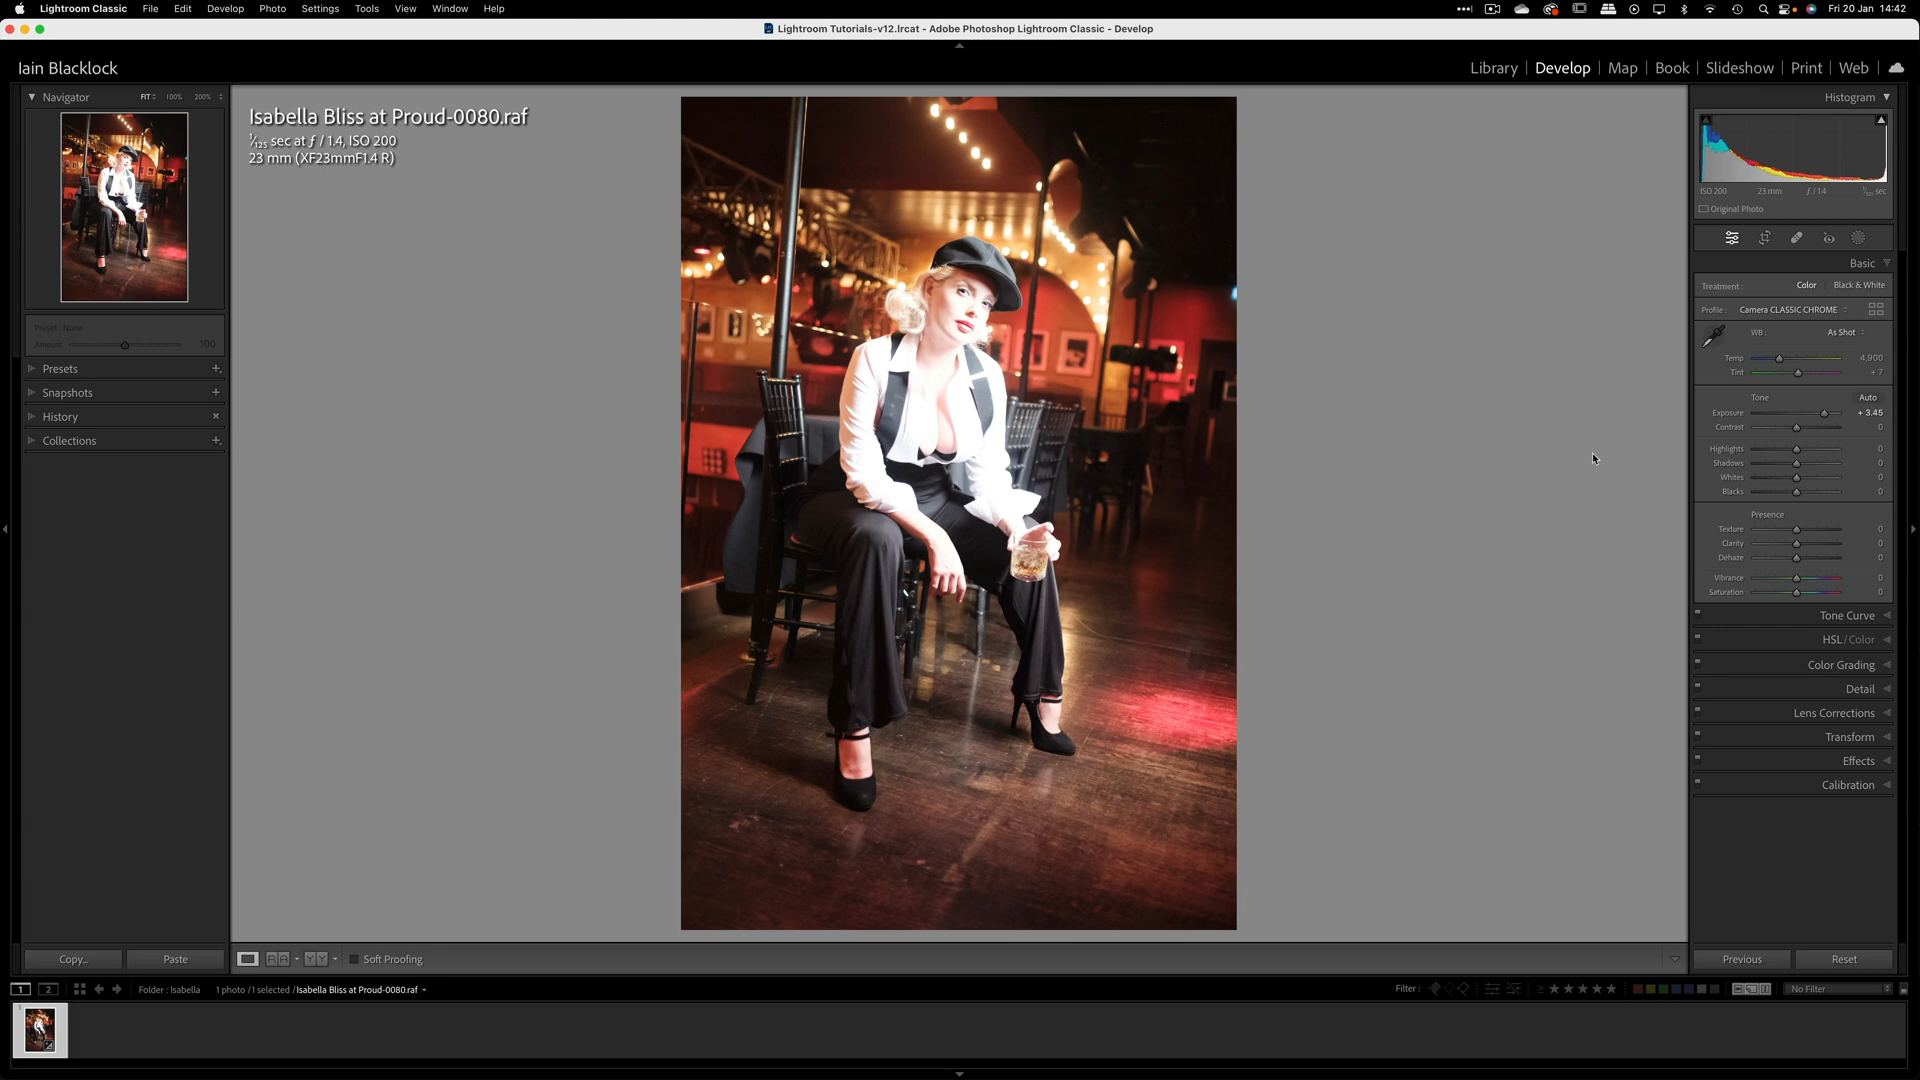 Lightroom Classic File Edit Develop Photo Settings Tools View Window Help Fri 20 Jan 14:42
Lightroom Tutorials-v12.lrcat - Adobe Photoshop Lightroom Classic - Develop
Iain Blacklock
Library | Develop | Map | Book | Slideshow | Print | Web
Navigator FIT 100% 200%
Preset: None
Amount 100
Presets
Snapshots
History
Collections
Copy... Paste
Isabella Bliss at Proud-0080.raf
1/125 sec at ƒ / 1.4, ISO 200
23 mm (XF23mmF1.4 R)
Histogram
ISO 200 23 mm ƒ / 1.4 1/125 sec
Original Photo
Basic
Treatment : Color Black & White
Profile : Camera CLASSIC CHROME
WB : As Shot
Temp 4,900
Tint + 7
Tone Auto
Exposure + 3.45
Contrast 0
Highlights 0
Shadows 0
Whites 0
Blacks 0
Presence
Texture 0
Clarity 0
Dehaze 0
Vibrance 0
Saturation 0
Tone Curve
HSL / Color
Color Grading
Detail
Lens Corrections
Transform
Effects
Calibration
Previous Reset
R A Y Y Soft Proofing
1 2 Folder : Isabella 1 photo / 1 selected / Isabella Bliss at Proud-0080.raf
Filter : ≥ ★★★★★ No Filter